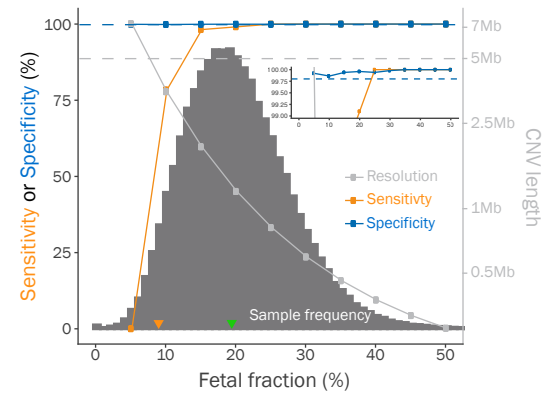 100
75
50
25
0
Sensitivity or Specificity (%)
0
10
20
30
40
50
Fetal fraction (%)
7Mb
5Mb
2.5Mb
1Mb
0.5Mb
CNV length
100.00
99.75
99.50
99.25
99.00
0
10
20
30
40
50
Resolution
Sensitivty
Specificity
Sample frequency